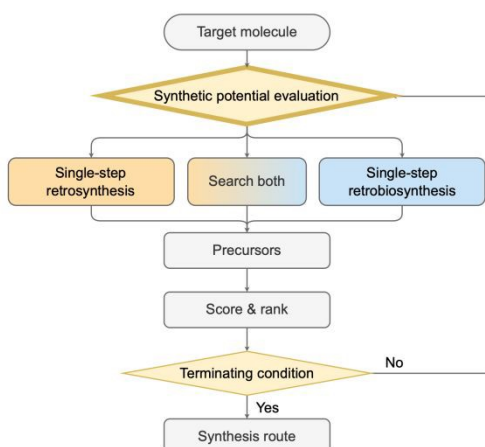 Target molecule
Synthetic potential evaluation
Single-step
retrosynthesis
Search both
Single-step
retrobiosynthesis
Precursors
Score & rank
Terminating condition
No
Yes
Synthesis route